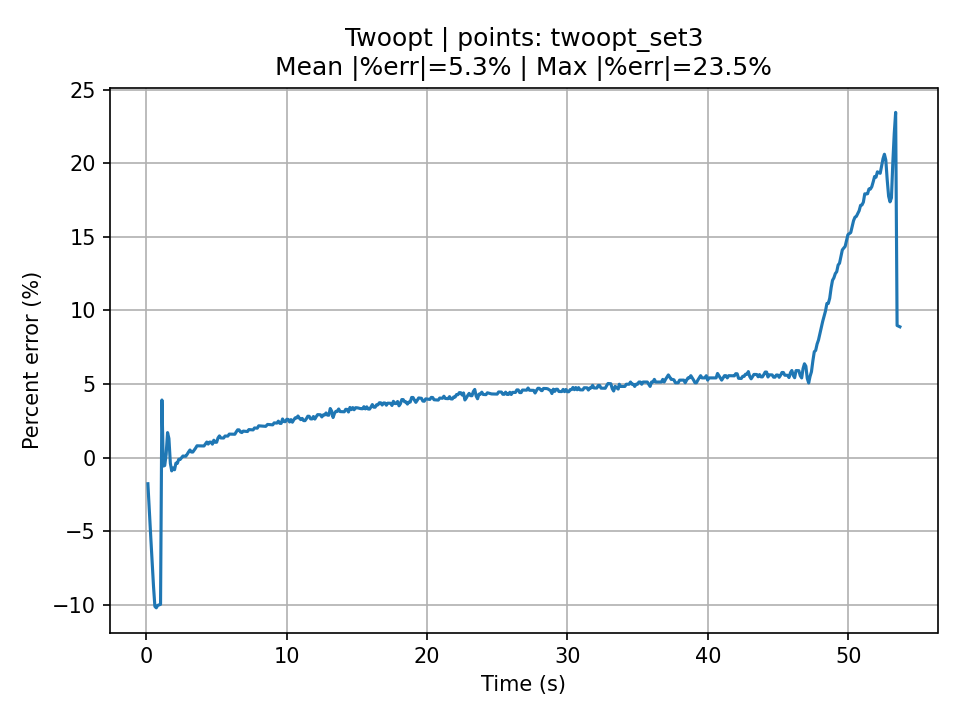 Twoopt | points: twoopt_set3
Mean |%err|=5.3% | Max |%err|=23.5%
25
20
15
10
5
0
−5
−10
Percent error (%)
0 10 20 30 40 50
Time (s)